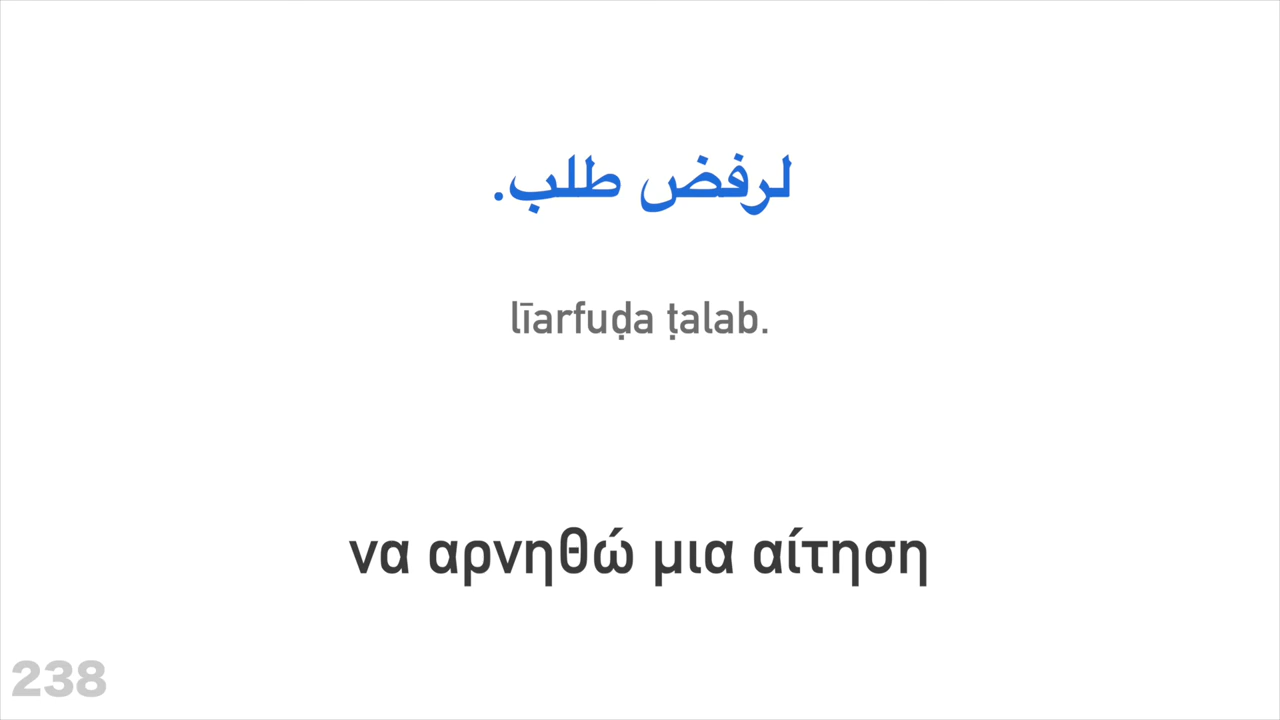 لرفض طلب.
līarfuḍa ṭalab.
να αρνηθώ μια αίτηση
238